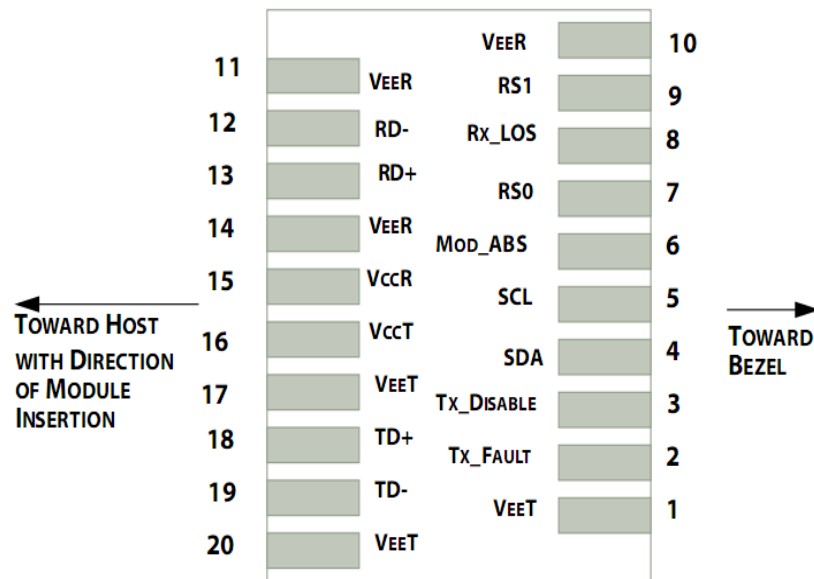 VEER 10
11 VEER
RS1 9
12 RD-
Rx_LOS 8
13 RD+
RS0 7
14 VEER
MOD_ABS 6
15 VCCR
SCL 5
TOWARD HOST
WITH DIRECTION
OF MODULE
INSERTION
16 VCCT
SDA 4
TOWARD
BEZEL
17 VEET
TX_DISABLE 3
18 TD+
TX_FAULT 2
19 TD-
VEET 1
20 VEET